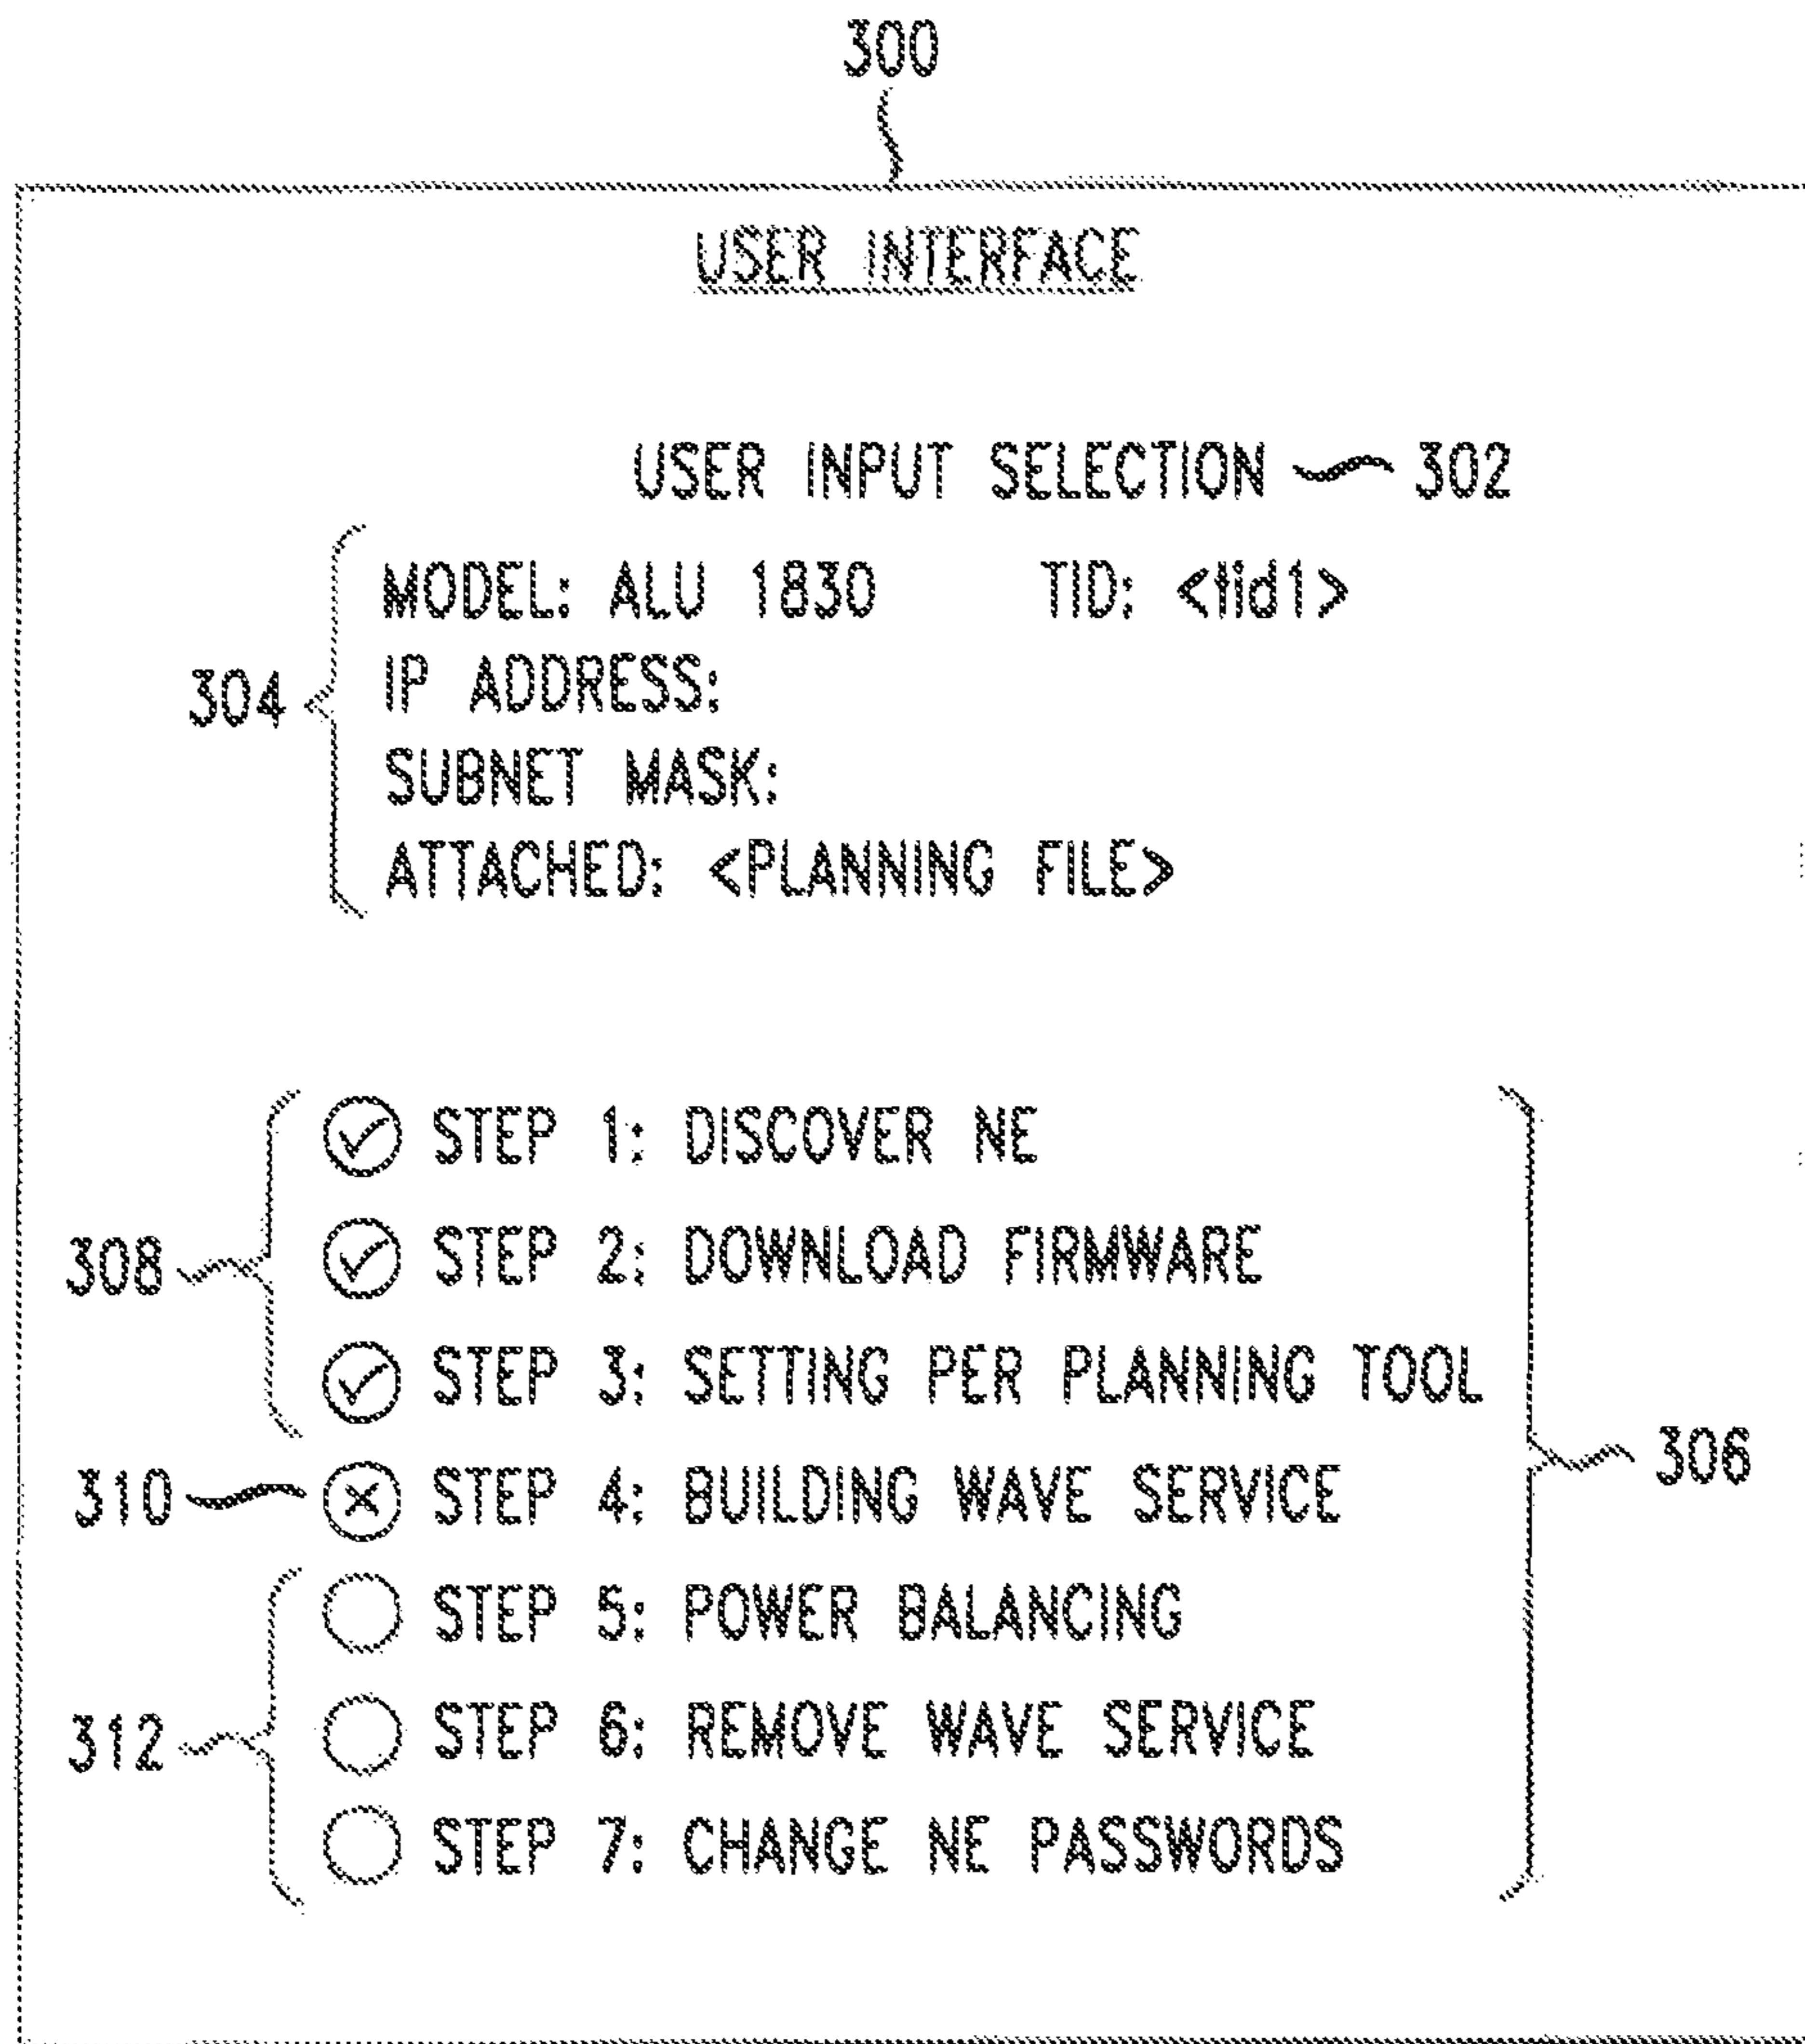 300
USER INTERFACE
USER INPUT SELECTION 302
MODEL: ALU 1830 TID: <tid1>
304
IP ADDRESS:
SUBNET MASK:
ATTACHED: <PLANNING FILE>
STEP 1: DISCOVER NE
308
STEP 2: DOWNLOAD FIRMWARE
STEP 3: SETTING PER PLANNING TOOL
306
310 STEP 4: BUILDING WAVE SERVICE
STEP 5: POWER BALANCING
312
STEP 6: REMOVE WAVE SERVICE
STEP 7: CHANGE NE PASSWORDS